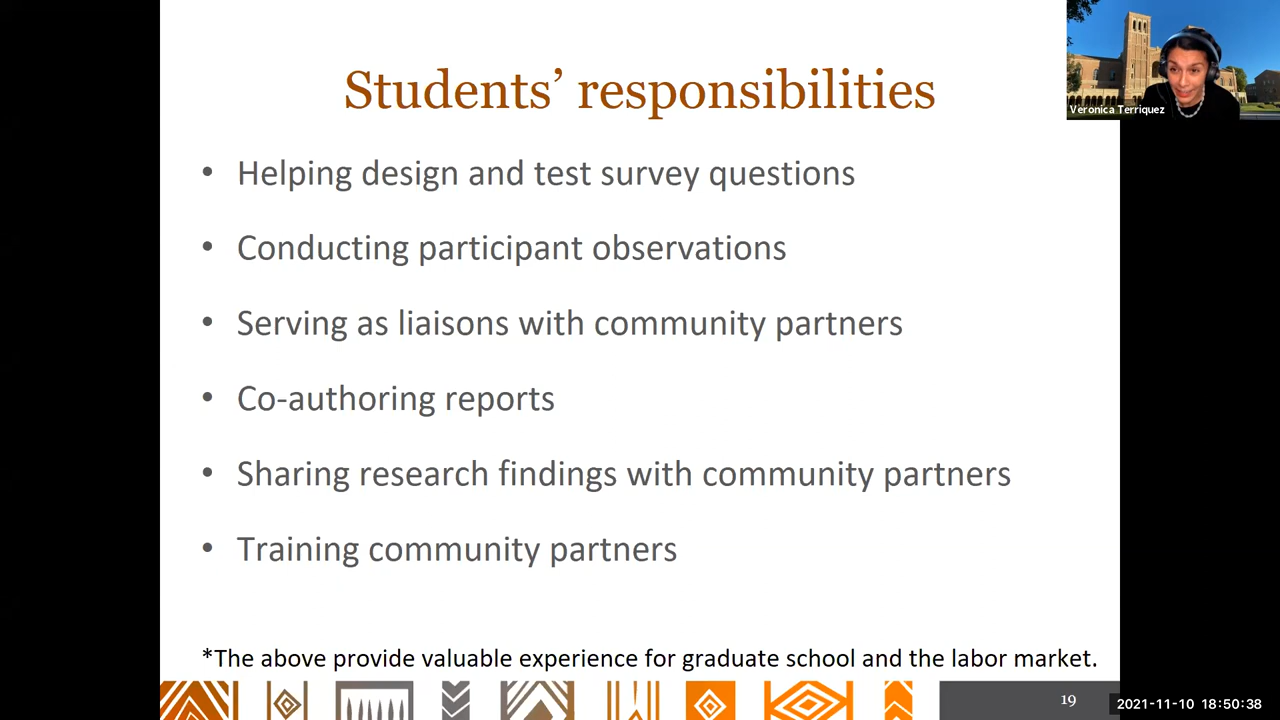 Students’ responsibilities
Veronica Terriquez
• Helping design and test survey questions
• Conducting participant observations
• Serving as liaisons with community partners
• Co-authoring reports
• Sharing research findings with community partners
• Training community partners
*The above provide valuable experience for graduate school and the labor market.
19
2021-11-10 18:50:38